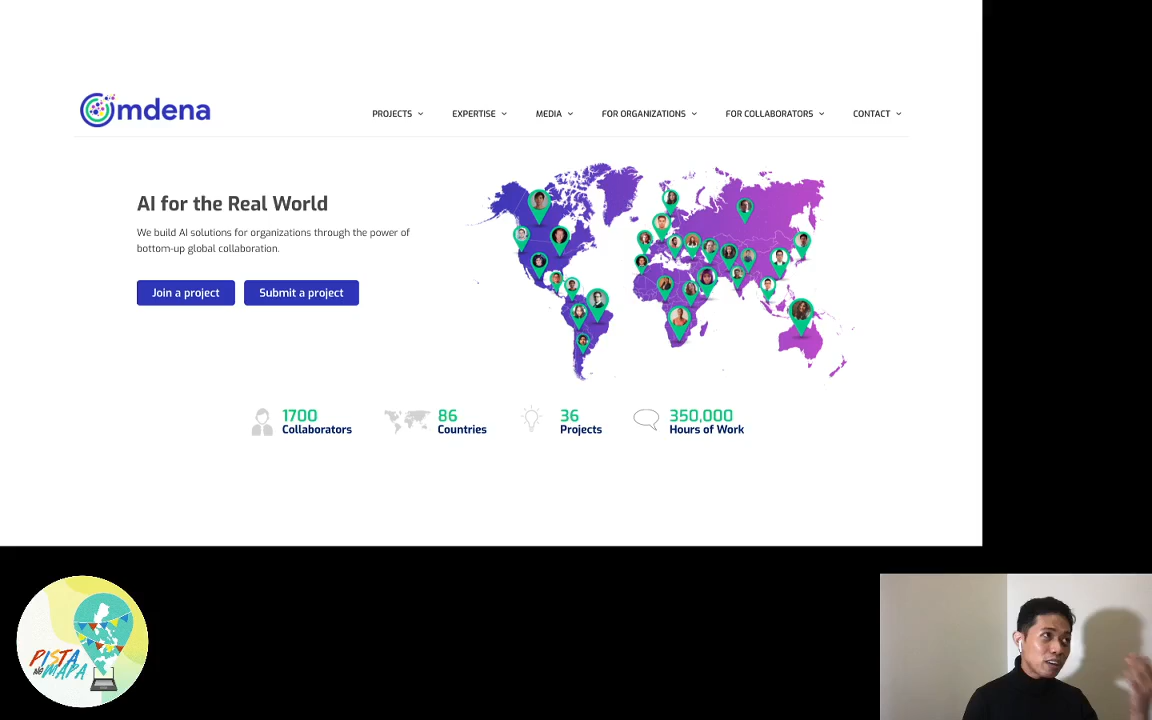 Omdena
PROJECTS EXPERTISE MEDIA FOR ORGANIZATIONS FOR COLLABORATORS CONTACT
AI for the Real World
We build AI solutions for organizations through the power of
bottom-up global collaboration.
Join a project Submit a project
1700 86 36 350,000
Collaborators Countries Projects Hours of Work
PISTA
NG MAPA